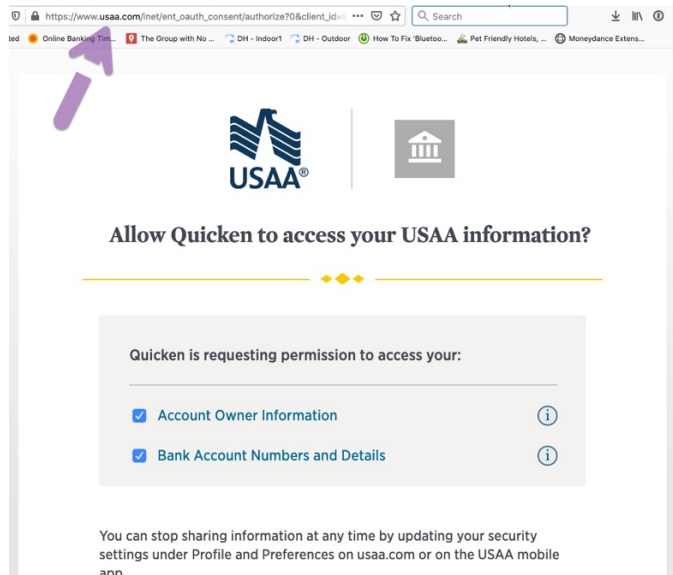 https://www.usaa.com/inet/ent_oauth_consent/authorize?0&client_id= Search
Online Banking Tim... The Group with No ... DH - Indoor1 DH - Outdoor How To Fix 'Bluetoo... Pet Friendly Hotels, ... Moneydance Extens...
USAA®
Allow Quicken to access your USAA information?
Quicken is requesting permission to access your:
Account Owner Information
Bank Account Numbers and Details
You can stop sharing information at any time by updating your security
settings under Profile and Preferences on usaa.com or on the USAA mobile
app